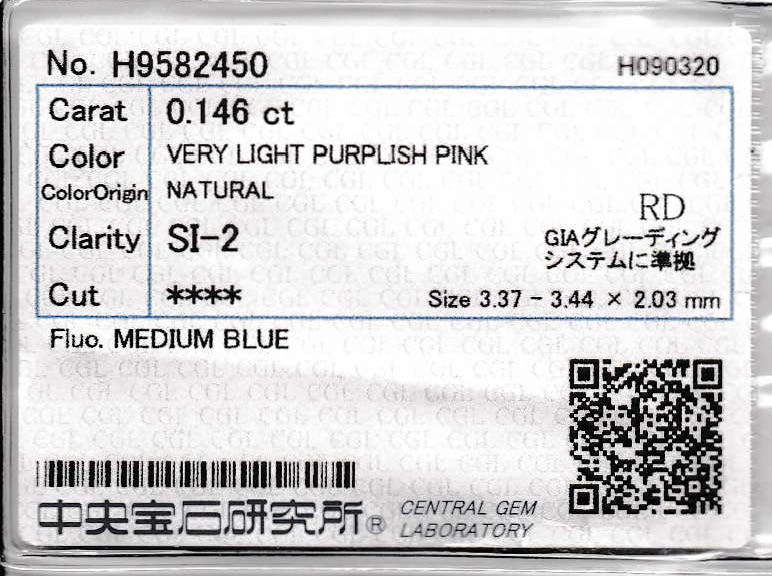 No. H9582450
H090320
Carat 0.146 ct
Color VERY LIGHT PURPLISH PINK
ColorOrigin NATURAL
RD
Clarity SI-2
GIAグレーディング
システムに準拠
Cut ****
Size 3.37 - 3.44 × 2.03 mm
Fluo. MEDIUM BLUE
中央宝石研究所® CENTRAL GEM
LABORATORY